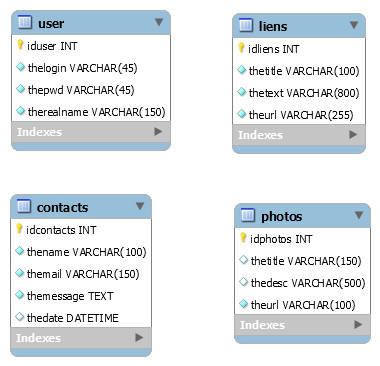 user
iduser INT
thelogin VARCHAR(45)
thepwd VARCHAR(45)
therealname VARCHAR(150)
Indexes
liens
idliens INT
thetitle VARCHAR(100)
thetext VARCHAR(800)
theurl VARCHAR(255)
Indexes
contacts
idcontacts INT
thename VARCHAR(100)
themail VARCHAR(150)
themessage TEXT
thedate DATETIME
Indexes
photos
idphotos INT
thetitle VARCHAR(150)
thedesc VARCHAR(500)
theurl VARCHAR(100)
Indexes